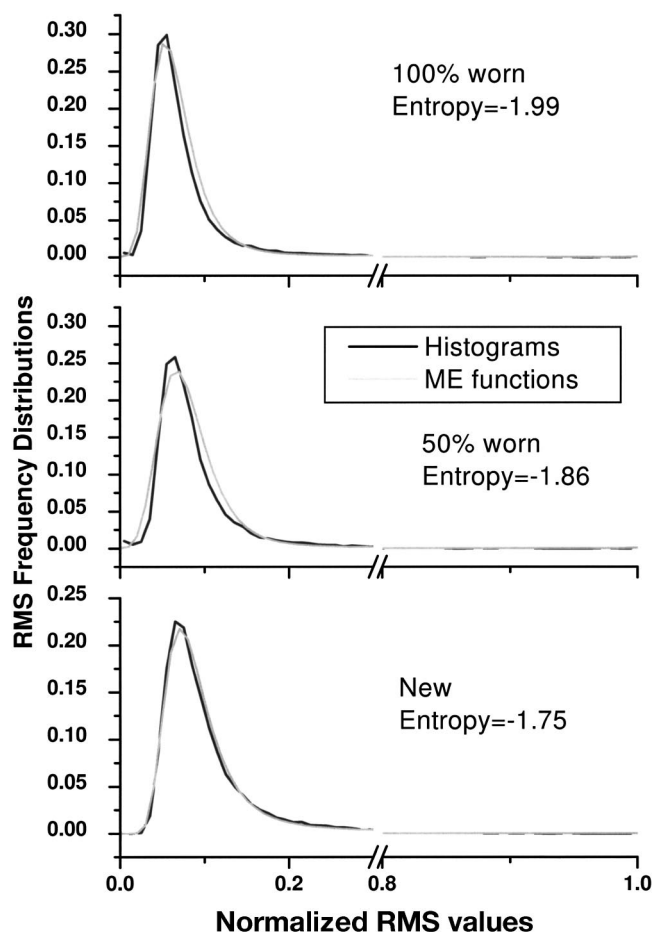 0.30
0.25
0.20
0.15
0.10
0.05
0.00
100% worn
Entropy=-1.99
0.30
0.25
0.20
0.15
0.10
0.05
0.00
Histograms
ME functions
50% worn
Entropy=-1.86
0.25
0.20
0.15
0.10
0.05
0.00
New
Entropy=-1.75
0.0 0.2 0.8 1.0
Normalized RMS values
RMS Frequency Distributions